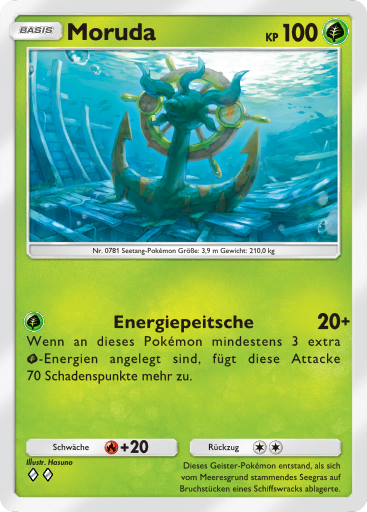 BASIS Moruda KP 100
Nr. 0781 Seetang-Pokémon Größe: 3,9 m Gewicht: 210,0 kg
Energiepeitsche 20+
Wenn an dieses Pokémon mindestens 3 extra
-Energien angelegt sind, fügt diese Attacke
70 Schadenspunkte mehr zu.
Schwäche +20 Rückzug
Illustr. Hasuno
Dieses Geister-Pokémon entstand, als sich
vom Meeresgrund stammendes Seegras auf
Bruchstücken eines Schiffswracks ablagerte.